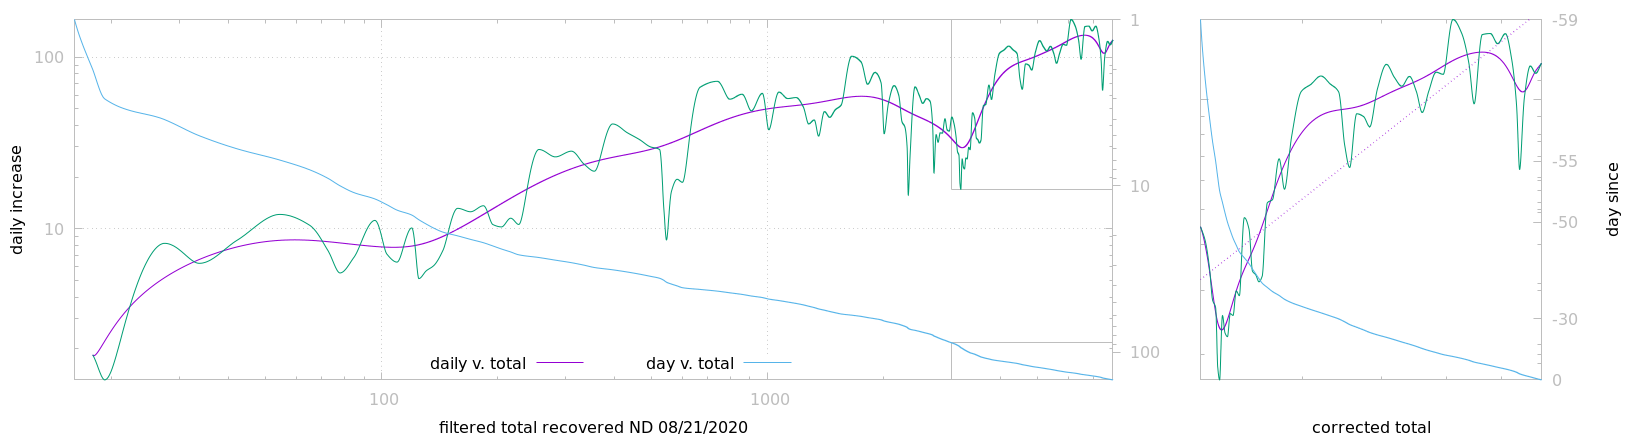 1
-59
100
daily increase
-55
10
-50
day since
10
-30
daily v. total
day v. total
100
0
100
1000
filtered total recovered ND 08/21/2020
corrected total